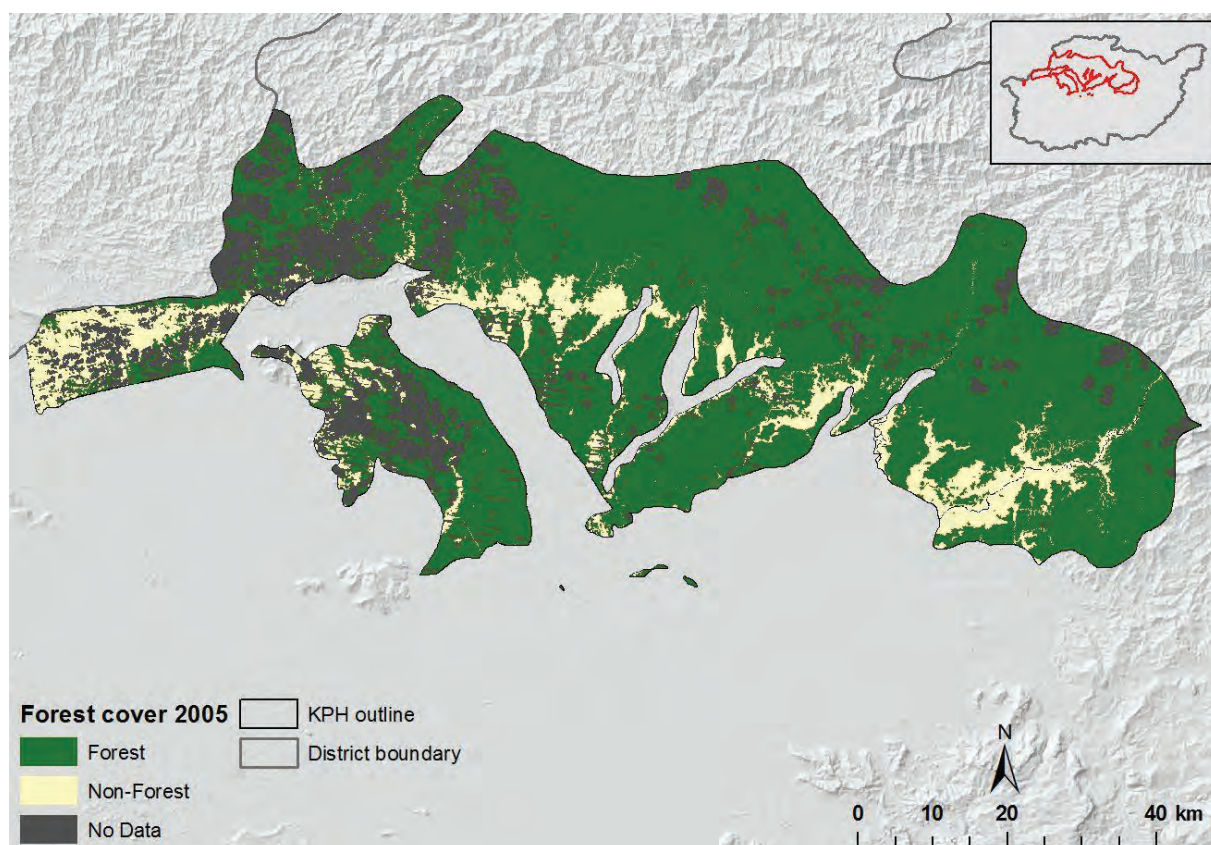 Forest cover 2005
Forest
Non-Forest
No Data
KPH outline
District boundary
N
0 10 20 40 km